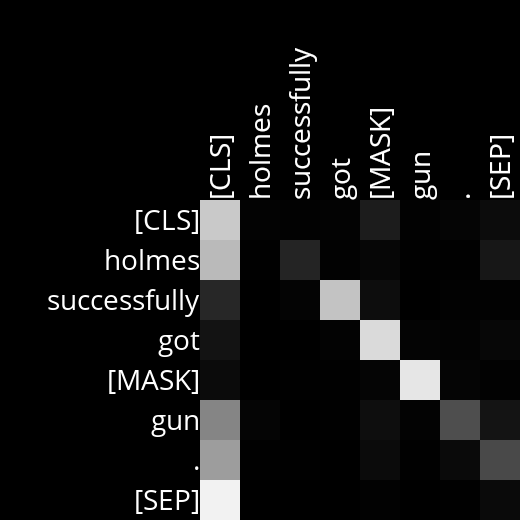 [CLS]
holmes
successfully
got
[MASK]
gun
.
[SEP]
[CLS]
holmes
successfully
got
[MASK]
gun
.
[SEP]